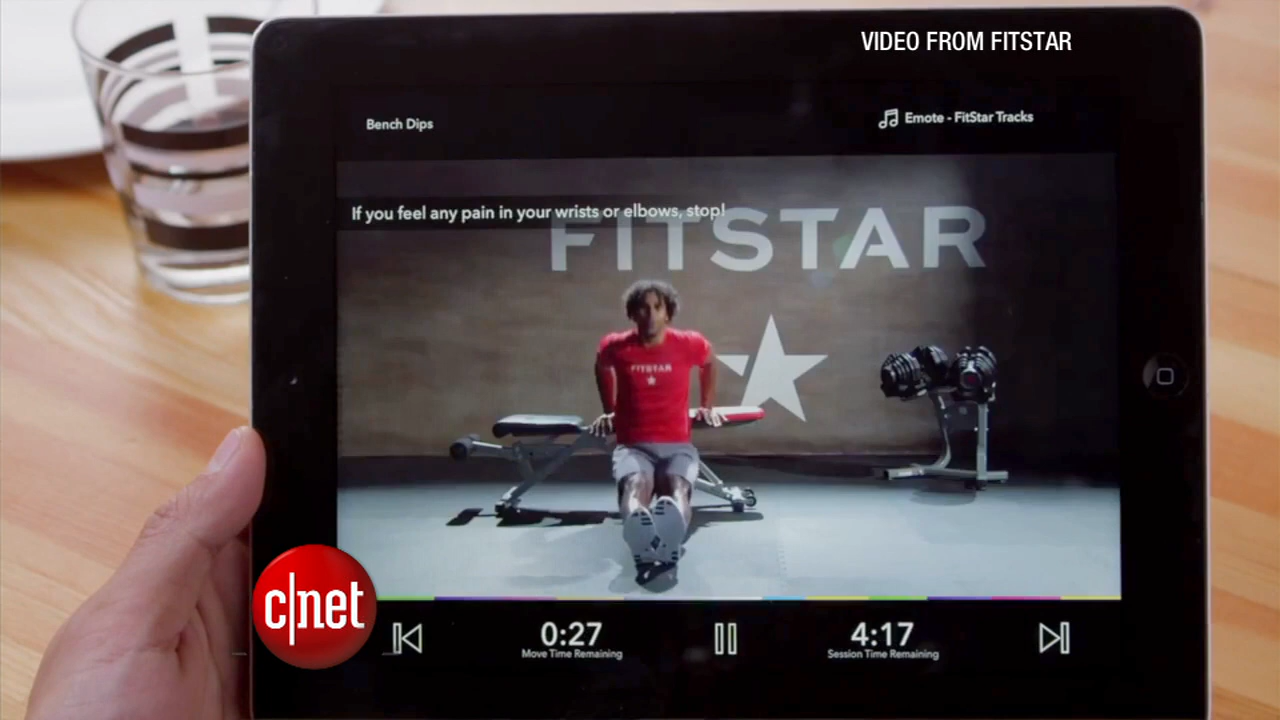 VIDEO FROM FITSTAR
Bench Dips
Emote - FitStar Tracks
If you feel any pain in your wrists or elbows, stop!
FITSTAR
FITSTAR
c|net
0:27
Move Time Remaining
4:17
Session Time Remaining